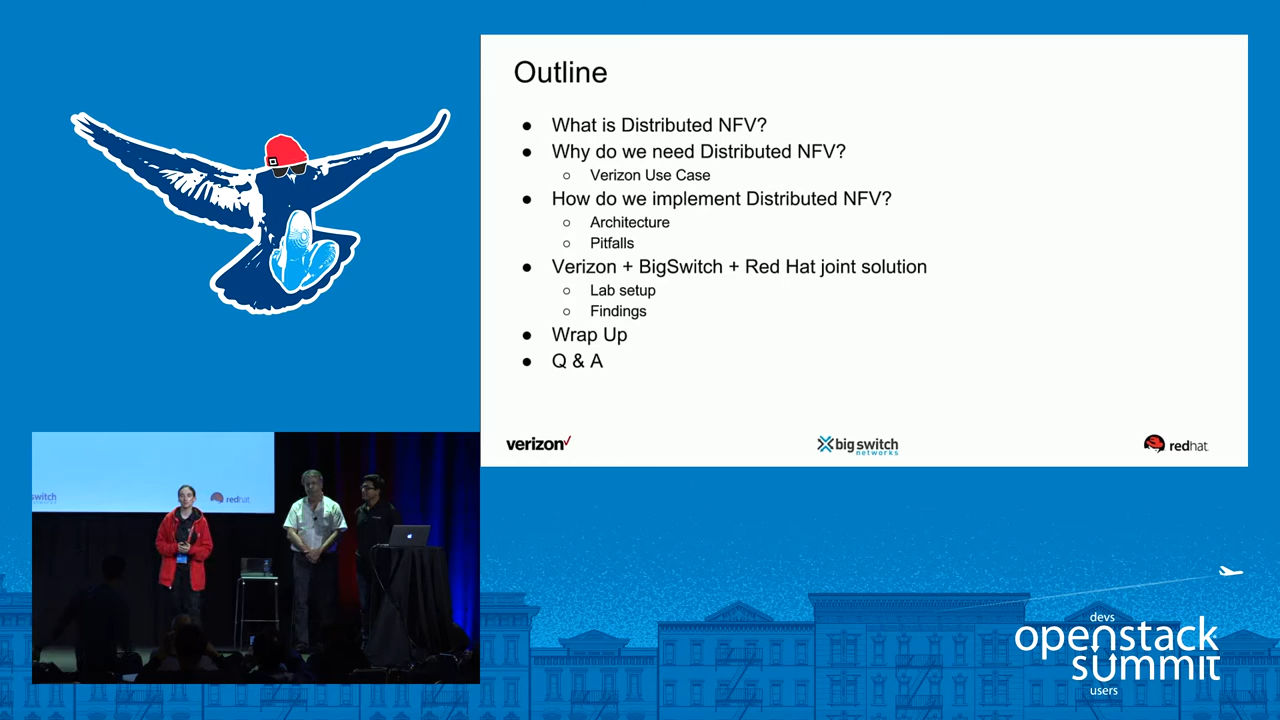 Outline
● What is Distributed NFV?
● Why do we need Distributed NFV?
○ Verizon Use Case
● How do we implement Distributed NFV?
○ Architecture
○ Pitfalls
● Verizon + BigSwitch + Red Hat joint solution
○ Lab setup
○ Findings
● Wrap Up
● Q & A
verizon
big switch
networks
redhat
switch
redhat
devs
openstack
summit
users